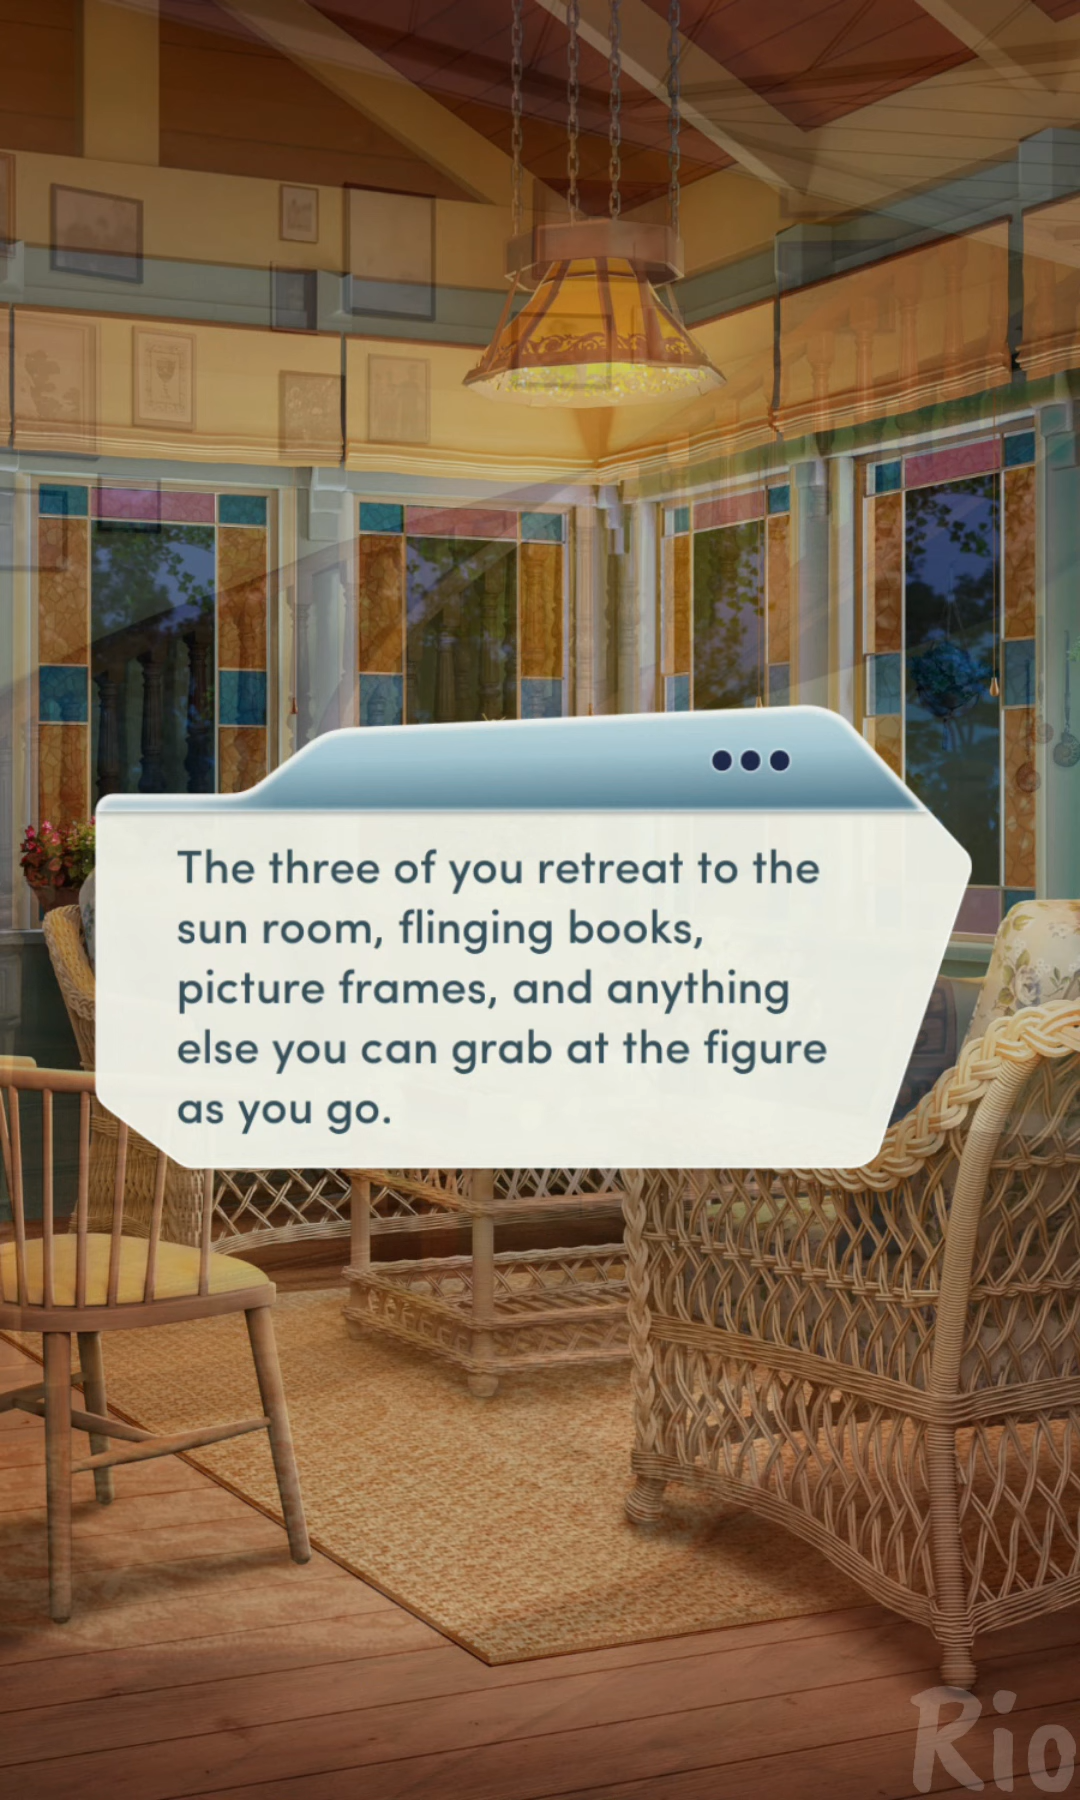 The three of you retreat to the
sun room, flinging books,
picture frames, and anything
else you can grab at the figure
as you go.
Rio